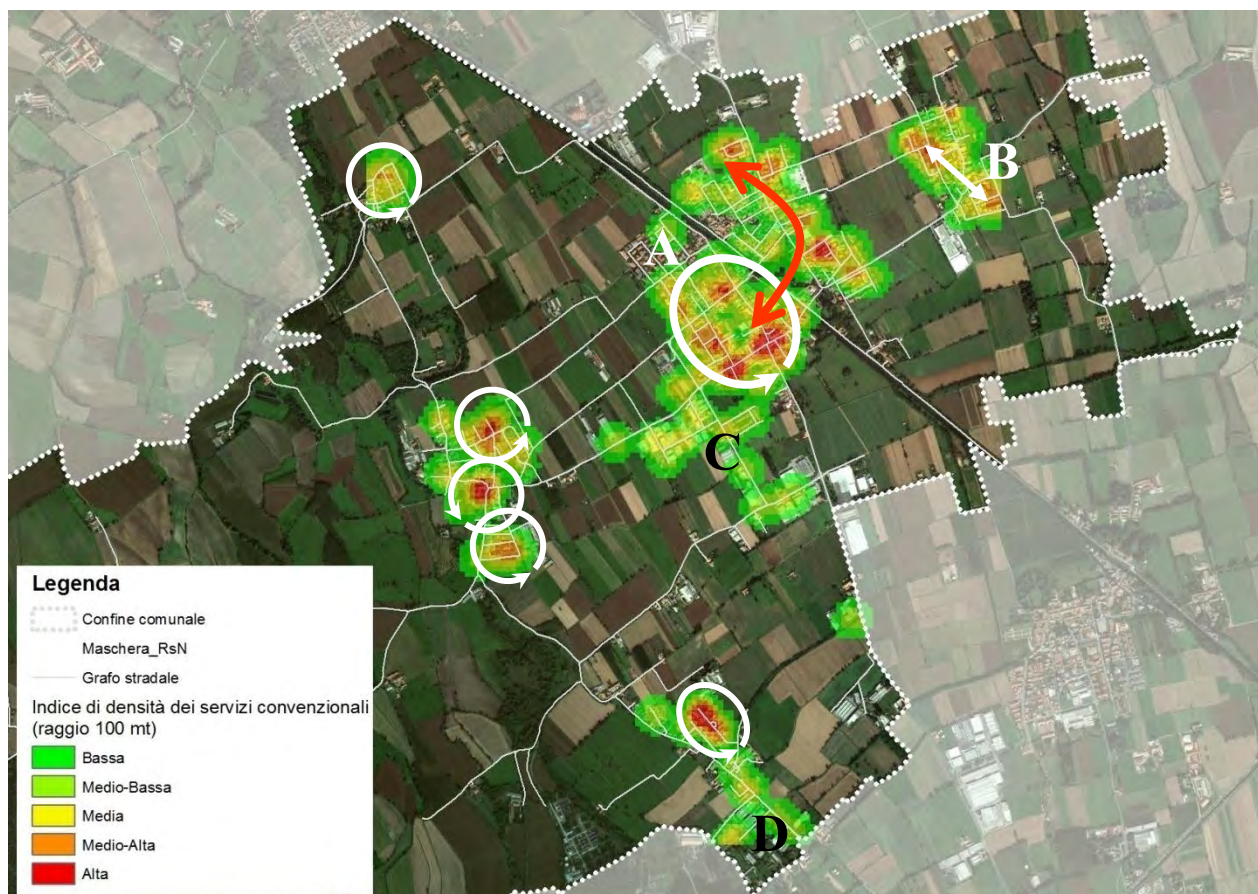 B
A
C
D
Legenda
Confine comunale
Maschera_RsN
Grafo stradale
Indice di densità dei servizi convenzionali
(raggio 100 mt)
Bassa
Medio-Bassa
Media
Medio-Alta
Alta